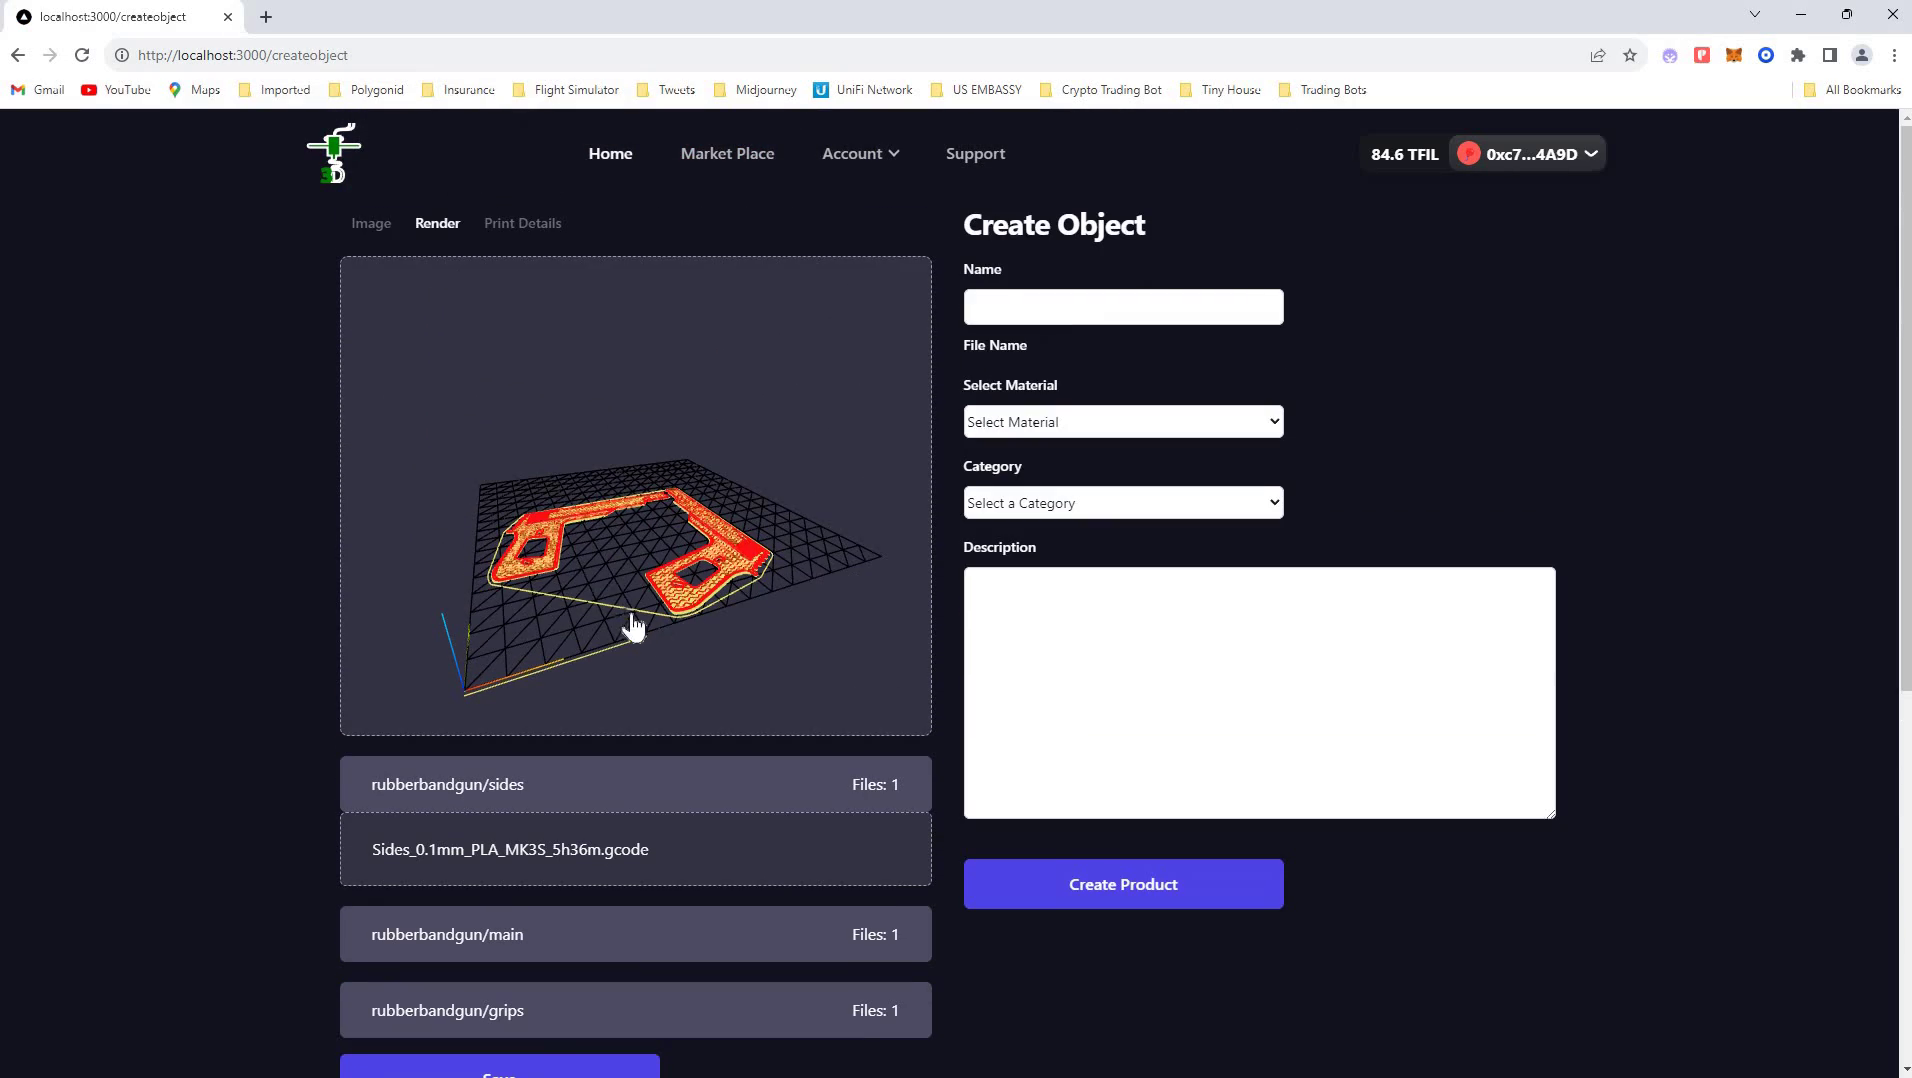 localhost:3000/createobject
http://localhost:3000/createobject
Gmail YouTube Maps Imported Polygonid Insurance Flight Simulator Tweets Midjourney UniFi Network US EMBASSY Crypto Trading Bot Tiny House Trading Bots All Bookmarks
3D
Home Market Place Account Support
84.6 TFIL 0xc7...4A9D
Image Render Print Details
Create Object
Name
File Name
Select Material
Select Material
Category
Select a Category
Description
Create Product
rubberbandgun/sides Files: 1
Sides_0.1mm_PLA_MK3S_5h36m.gcode
rubberbandgun/main Files: 1
rubberbandgun/grips Files: 1
Save